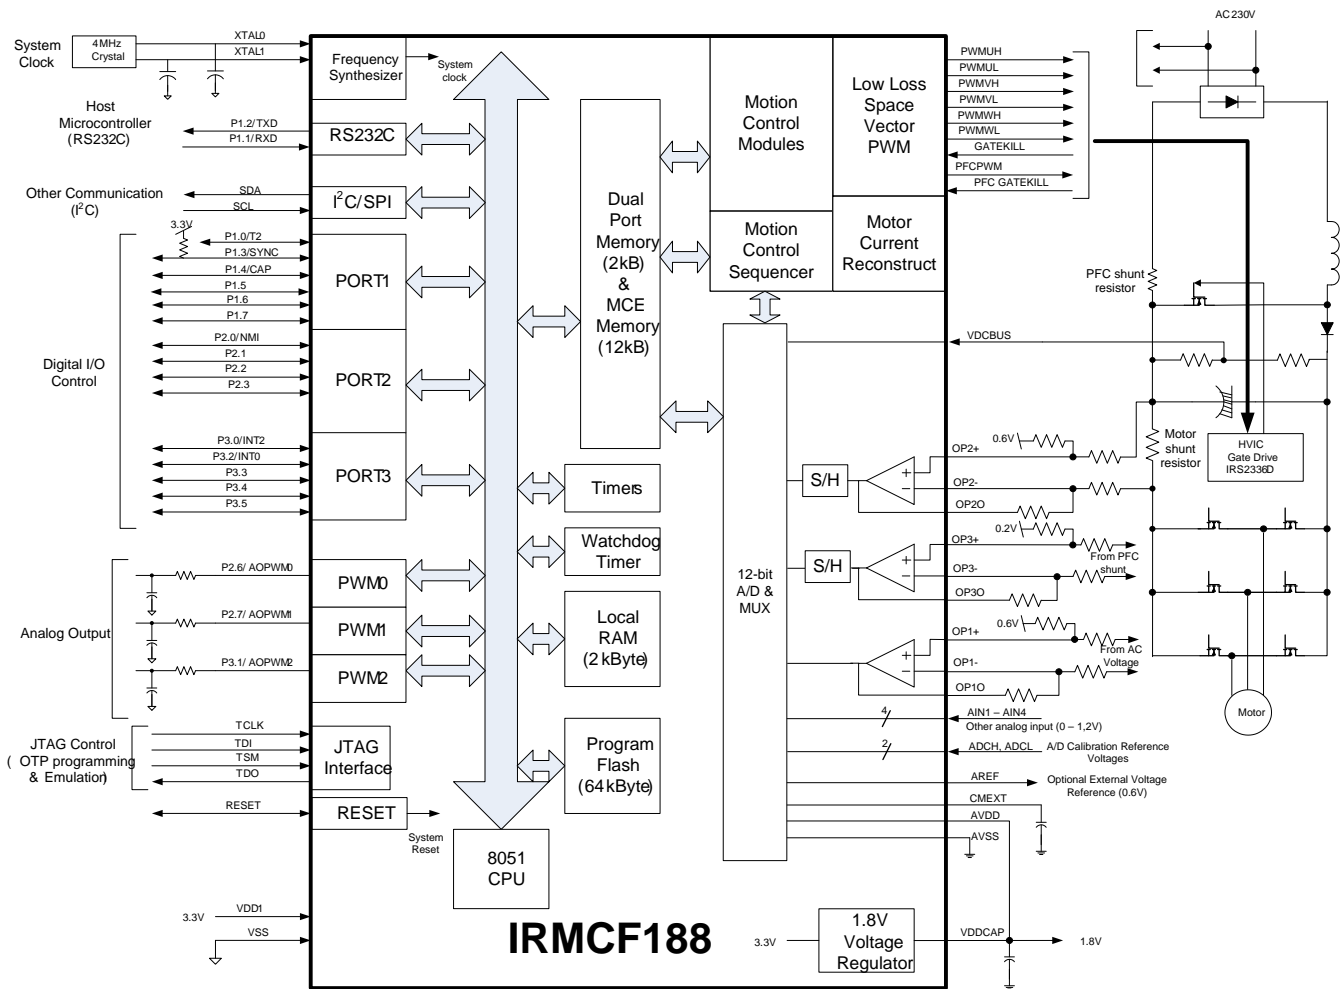 System
Clock
4MHz
Crystal
XTAL0
XTAL1
Frequency
Synthesizer
System
clock
Host
Microcontroller
(RS232C)
P1.2/TXD
P1.1/RXD
RS232C
Other Communication
(I²C)
SDA
SCL
I²C/SPI
3.3V
P1.0/T2
P1.3/SYNC
P1.4/CAP
P1.5
P1.6
P1.7
PORT1
Digital I/O
Control
P2.0/NMI
P2.1
P2.2
P2.3
PORT2
P3.0/INT2
P3.2/INT0
P3.3
P3.4
P3.5
PORT3
Analog Output
P2.6/ AOPWM0
P2.7/ AOPWM1
P3.1/ AOPWM2
PWM0
PWM1
PWM2
JTAG Control
( OTP programming
& Emulation)
TCLK
TDI
TSM
TDO
JTAG
Interface
RESET
RESET
System
Reset
3.3V
VDD1
VSS
8051
CPU
Dual
Port
Memory
(2kB)
&
MCE
Memory
(12kB)
Timers
Watchdog
Timer
Local
RAM
(2kByte)
Program
Flash
(64kByte)
Motion
Control
Modules
Low Loss
Space
Vector
PWM
Motion
Control
Sequencer
Motor
Current
Reconstruct
12-bit
A/D &
MUX
S/H
S/H
IRMCF188
3.3V
1.8V
Voltage
Regulator
VDDCAP
1.8V
PWMUH
PWMUL
PWMVH
PWMVL
PWMWH
PWMWL
GATEKILL
PFCPWM
PFC GATEKILL
AC230V
PFC shunt
resistor
VDCBUS
Motor
shunt
resistor
HVIC
Gate Drive
IRS2336D
0.6V
OP2+
OP2-
OP2O
0.2V
OP3+
OP3-
OP3O
From PFC
shunt
0.6V
OP1+
OP1-
OP1O
From AC
Voltage
Motor
4
AIN1 – AIN4
Other analog input (0 – 1,2V)
2
ADCH, ADCL
A/D Calibration Reference
Voltages
AREF
Optional External Voltage
Reference (0.6V)
CMEXT
AVDD
AVSS
+
−
+
−
+
−